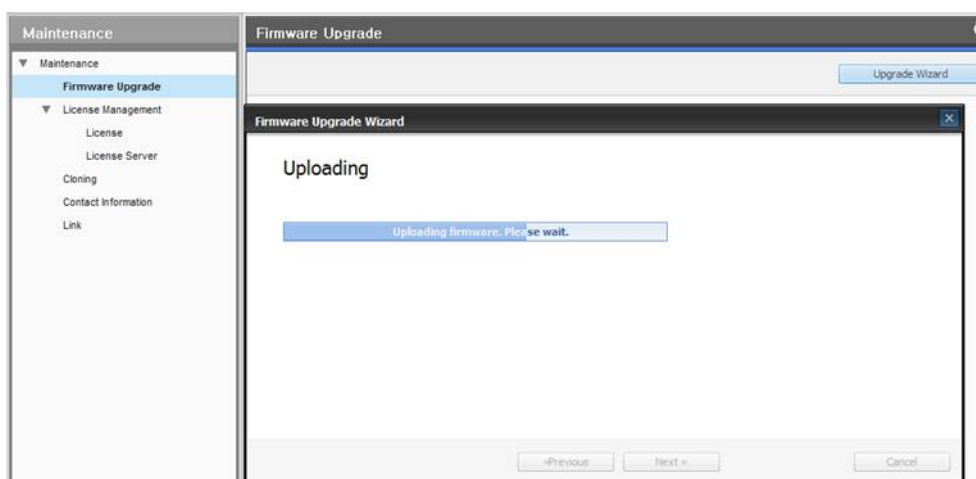 Maintenance
Firmware Upgrade
Maintenance
Firmware Upgrade
License Management
License
License Server
Cloning
Contact Information
Link
Upgrade Wizard
Firmware Upgrade Wizard
Uploading
Uploading firmware. Please wait.
«Previous
Next »
Cancel